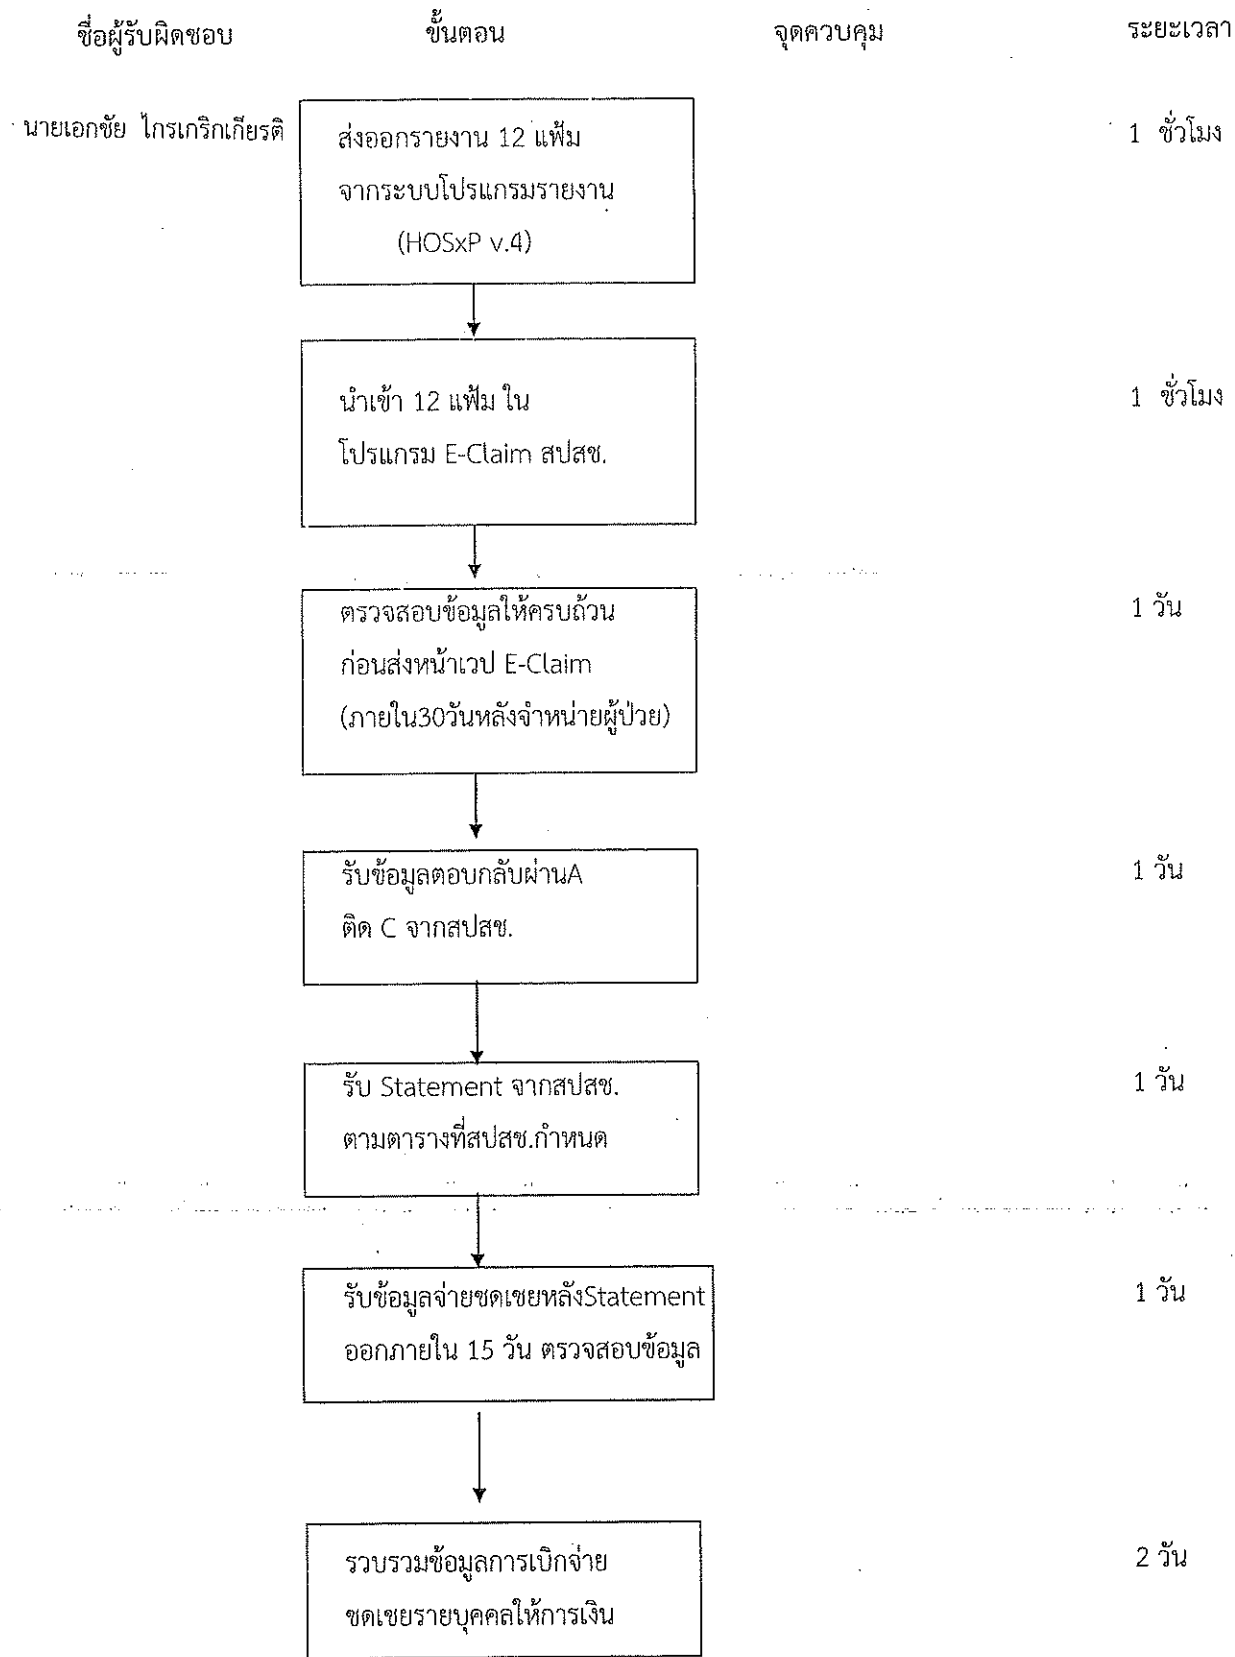 ชื่อผู้รับผิดชอบ ขั้นตอน จุดควบคุม ระยะเวลา
นายเอกชัย ไกรเกริกเกียรติ ส่งออกรายงาน 12 แฟ้ม 1 ชั่วโมง
จากระบบโปรแกรมรายงาน
(HOSxP v.4)
นำเข้า 12 แฟ้ม ใน 1 ชั่วโมง
โปรแกรม E-Claim สปสช.
ตรวจสอบข้อมูลให้ครบถ้วน 1 วัน
ก่อนส่งหน้าเวป E-Claim
(ภายใน30วันหลังจำหน่ายผู้ป่วย)
รับข้อมูลตอบกลับผ่านA 1 วัน
ติด C จากสปสช.
รับ Statement จากสปสช. 1 วัน
ตามตารางที่สปสช.กำหนด
รับข้อมูลจ่ายชดเชยหลังStatement 1 วัน
ออกภายใน 15 วัน ตรวจสอบข้อมูล
รวบรวมข้อมูลการเบิกจ่าย 2 วัน
ชดเชยรายบุคคลให้การเงิน